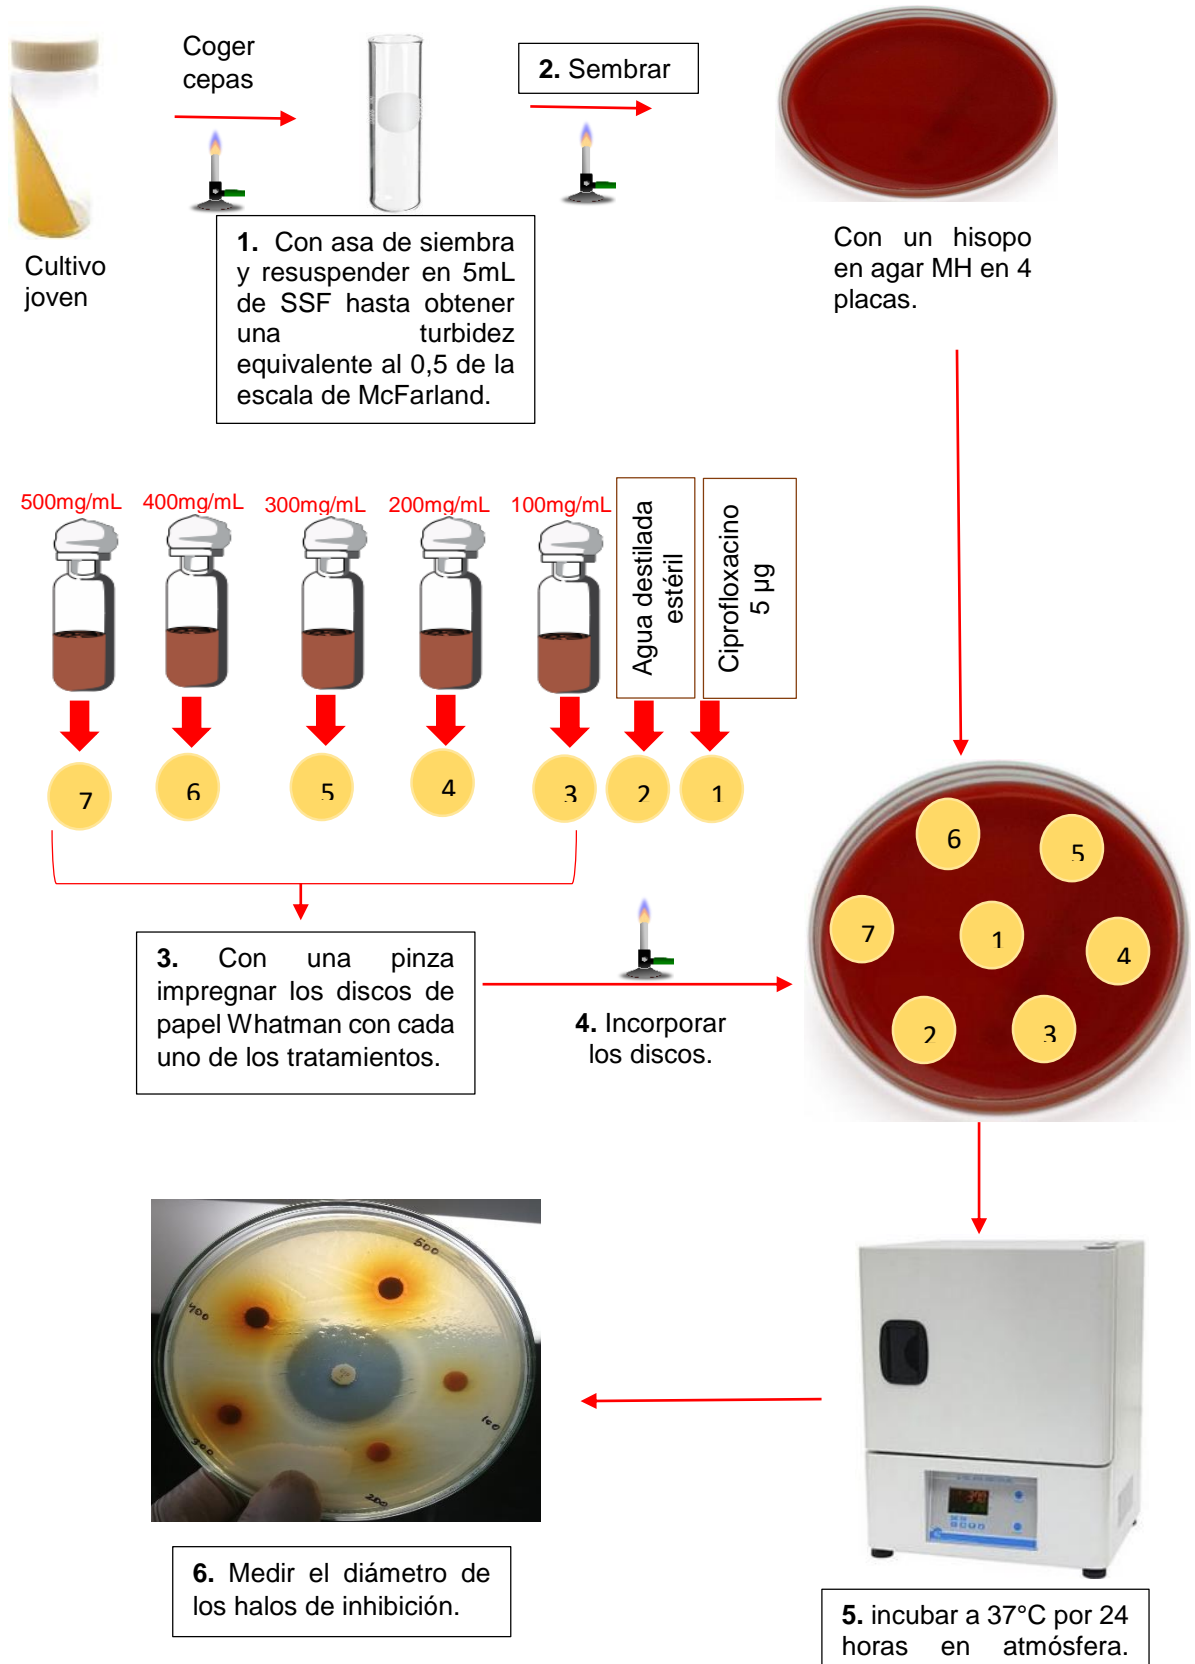 Coger
cepas
2. Sembrar
Cultivo
joven
1. Con asa de siembra
y resuspender en 5mL
de SSF hasta obtener
una turbidez
equivalente al 0,5 de la
escala de McFarland.
Con un hisopo
en agar MH en 4
placas.
500mg/mL
400mg/mL
300mg/mL
200mg/mL
100mg/mL
Agua destilada
estéril
Ciprofloxacino
5 µg
7
6
5
4
3
2
1
3. Con una pinza
impregnar los discos de
papel Whatman con cada
uno de los tratamientos.
4. Incorporar
los discos.
6
5
7
1
4
2
3
500
400
100
300
200
6. Medir el diámetro de
los halos de inhibición.
5. incubar a 37°C por 24
horas en atmósfera.